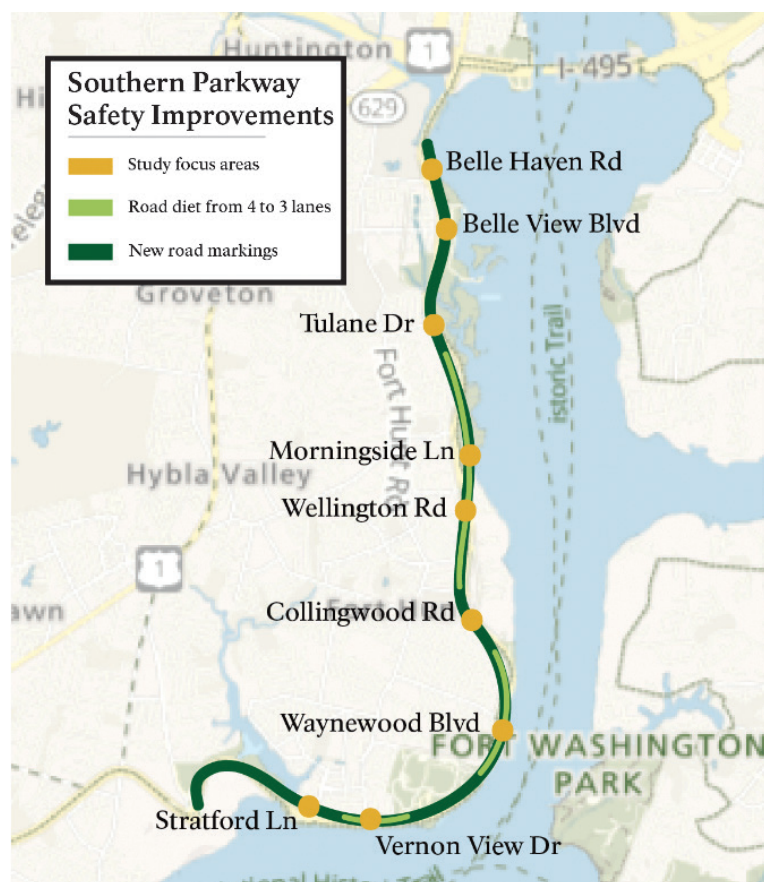 Huntington
1
I- 495
Hi
629
Southern Parkway
Safety Improvements
Study focus areas
Road diet from 4 to 3 lanes
New road markings
Belle Haven Rd
Belle View Blvd
Groveton
Tulane Dr
Fort Hunt Rd
istoric Trail
Morningside Ln
Hybla Valley
Wellington Rd
1
awn
Collingwood Rd
Waynewood Blvd
FORT WASHINGTON
PARK
Stratford Ln
Vernon View Dr